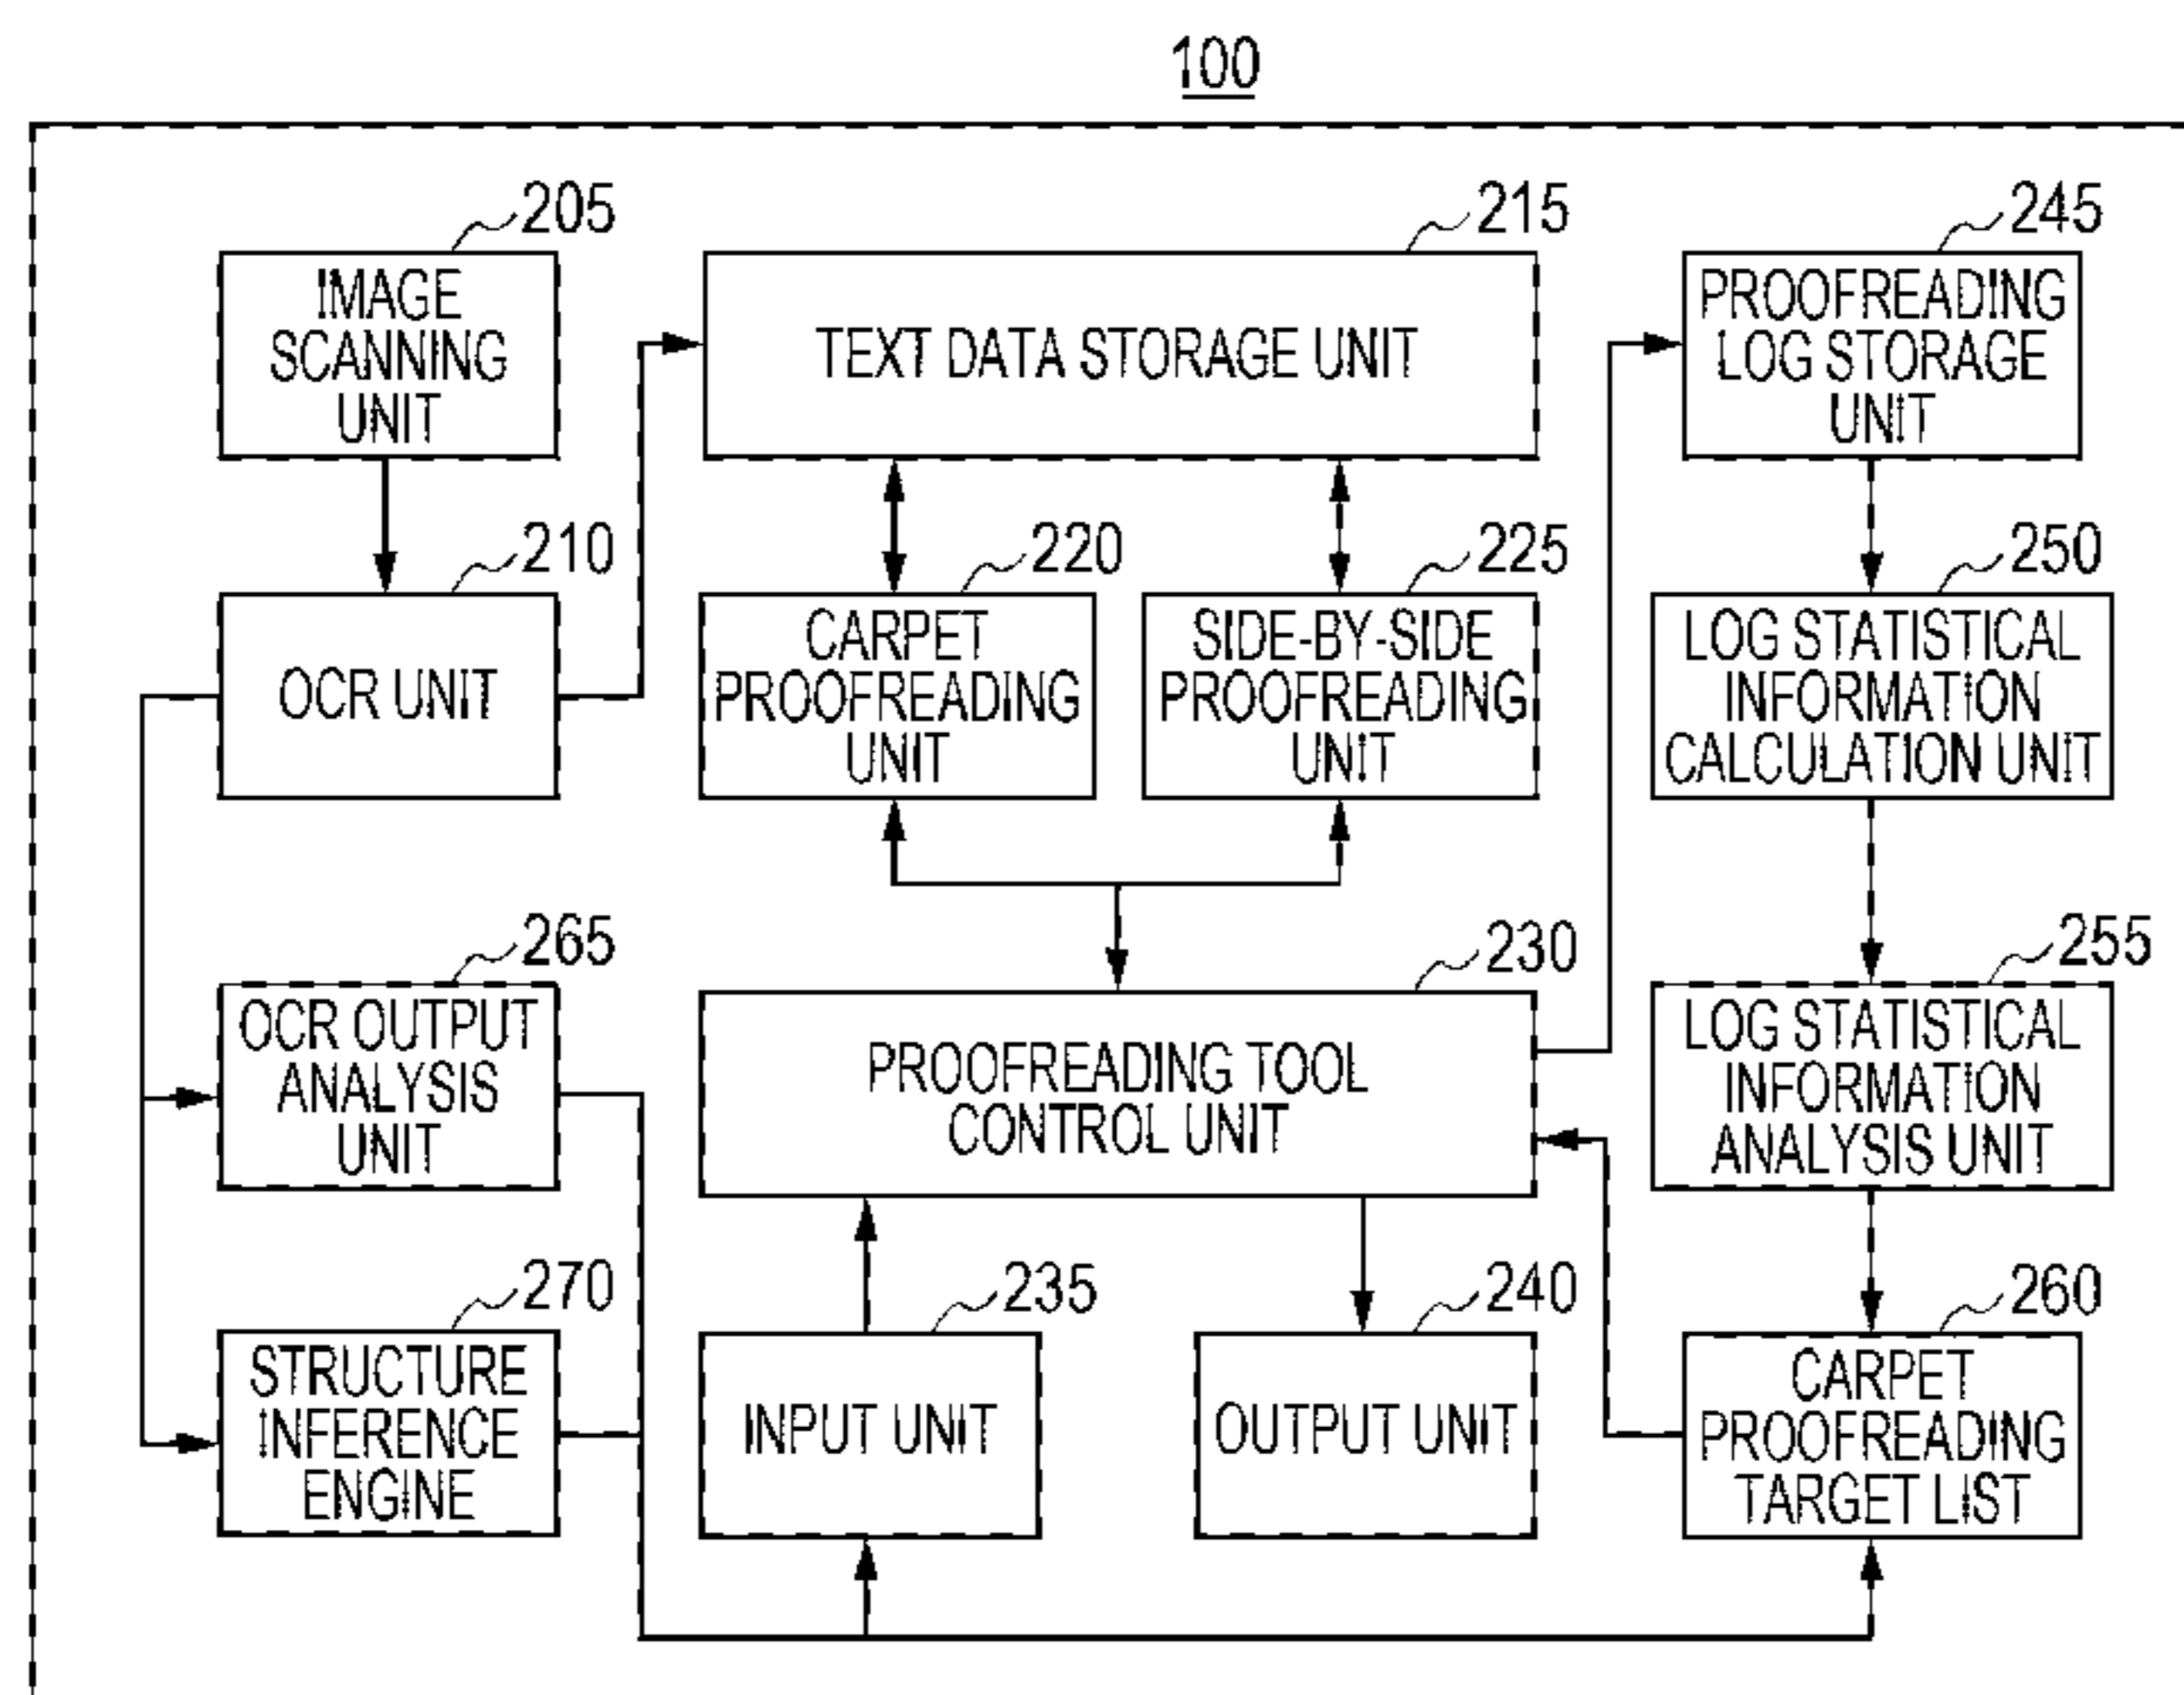 100
205
IMAGE
SCANNING
UNIT
215
TEXT DATA STORAGE UNIT
245
PROOFREADING
LOG STORAGE
UNIT
210
OCR UNIT
220
CARPET
PROOFREADING
UNIT
225
SIDE-BY-SIDE
PROOFREADING
UNIT
250
LOG STATISTICAL
INFORMATION
CALCULATION UNIT
265
OCR OUTPUT
ANALYSIS
UNIT
230
PROOFREADING TOOL
CONTROL UNIT
255
LOG STATISTICAL
INFORMATION
ANALYSIS UNIT
270
STRUCTURE
INFERENCE
ENGINE
235
INPUT UNIT
240
OUTPUT UNIT
260
CARPET
PROOFREADING
TARGET LIST